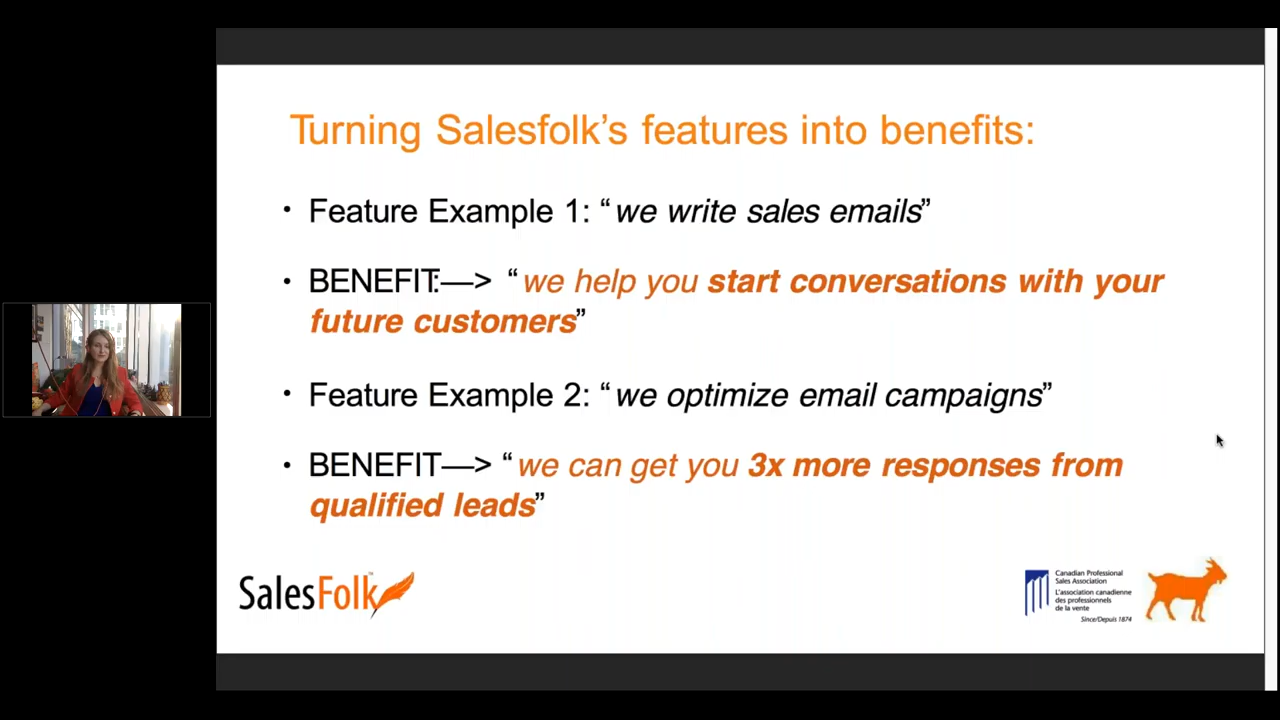 Turning Salesfolk's features into benefits:
• Feature Example 1: “we write sales emails”
• BENEFIT:—> “we help you start conversations with your
future customers”
• Feature Example 2: “we optimize email campaigns”
• BENEFIT—> “we can get you 3x more responses from
qualified leads”
SalesFolk™
Canadian Professional
Sales Association
L'association canadienne
des professionnels
de la vente
Since/Depuis 1874